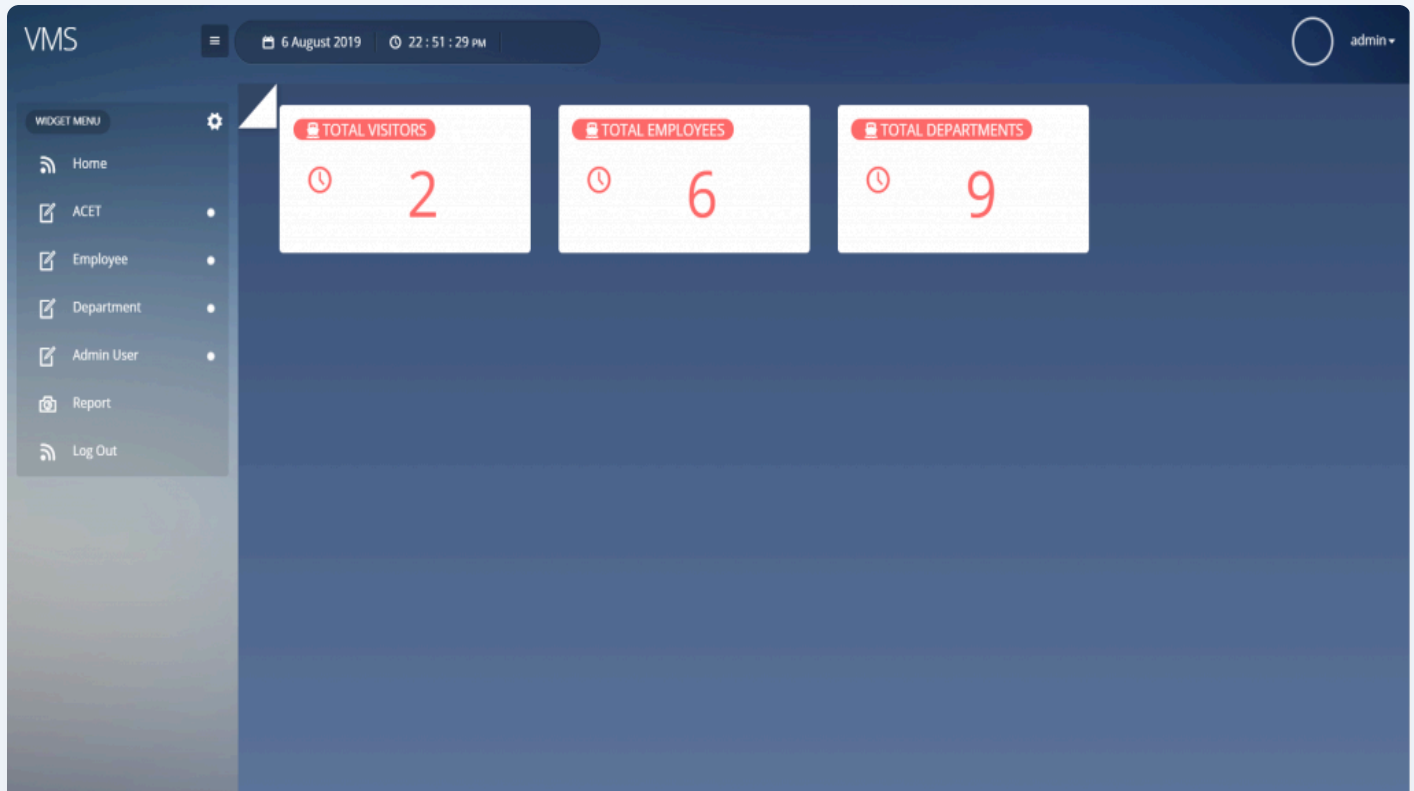 VMS
6 August 2019 22 : 51 : 29 PM
admin
WIDGET MENU
Home
ACET
Employee
Department
Admin User
Report
Log Out
TOTAL VISITORS
2
TOTAL EMPLOYEES
6
TOTAL DEPARTMENTS
9